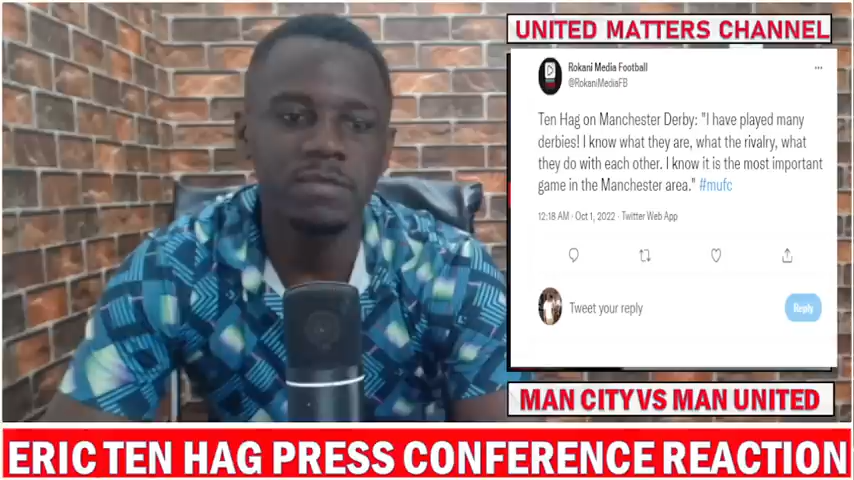 UNITED MATTERS CHANNEL
Rokani Media Football
@RokaniMediaFB
Ten Hag on Manchester Derby: "I have played many
derbies! I know what they are, what the rivalry, what
they do with each other. I know it is the most important
game in the Manchester area." #mufc
12:18 AM · Oct 1, 2022 · Twitter Web App
Tweet your reply
Reply
MAN CITY VS MAN UNITED
ERIC TEN HAG PRESS CONFERENCE REACTION